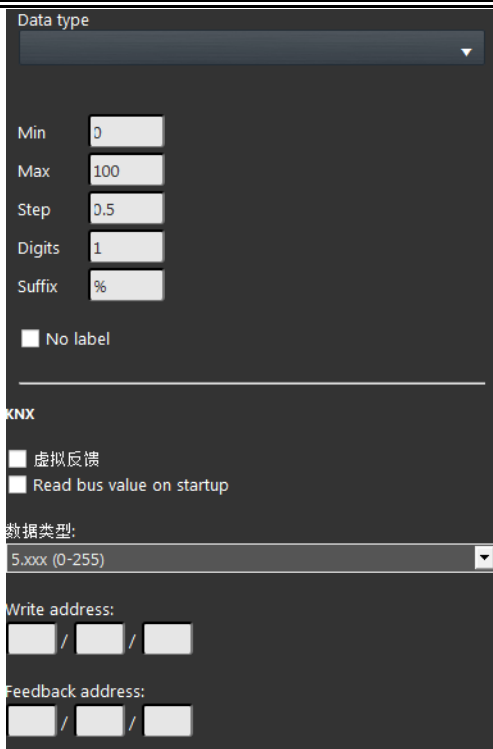 Data type
Min 0
Max 100
Step 0.5
Digits 1
Suffix %
No label
KNX
虚拟反馈
Read bus value on startup
数据类型:
5.xxx (0-255)
Write address:
/ /
Feedback address:
/ /